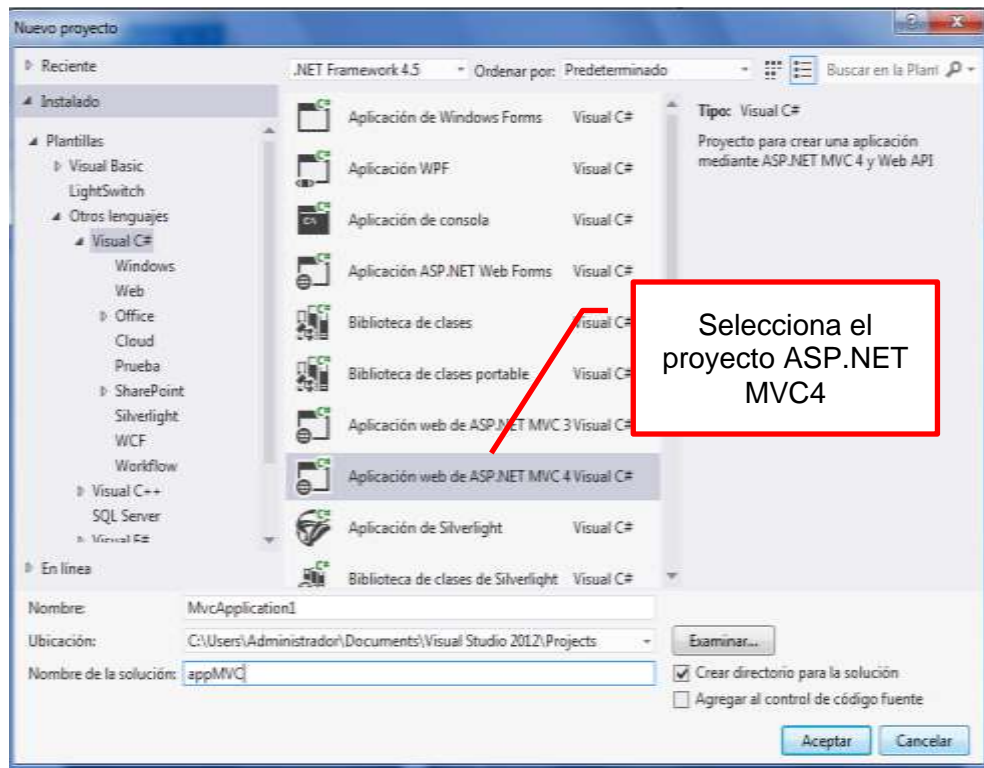 Nuevo proyecto
Reciente
.NET Framework 4.5
Ordenar por: Predeterminado
Buscar en la Planti
Instalado
Plantillas
Visual Basic
LightSwitch
Otros lenguajes
Visual C#
Windows
Web
Office
Cloud
Prueba
SharePoint
Silverlight
WCF
Workflow
Visual C++
SQL Server
Visual F#
En línea
Aplicación de Windows Forms Visual C#
Aplicación WPF Visual C#
Aplicación de consola Visual C#
Aplicación ASP.NET Web Forms Visual C#
Biblioteca de clases Visual C#
Biblioteca de clases portable Visual C#
Aplicación web de ASP.NET MVC 3 Visual C#
Aplicación web de ASP.NET MVC 4 Visual C#
Aplicación de Silverlight Visual C#
Biblioteca de clases de Silverlight Visual C#
Tipo: Visual C#
Proyecto para crear una aplicación
mediante ASP.NET MVC 4 y Web API
Selecciona el
proyecto ASP.NET
MVC4
Nombre: MvcApplication1
Ubicación: C:\Users\Administrador\Documents\Visual Studio 2012\Projects
Examinar...
Nombre de la solución: appMVC
Crear directorio para la solución
Agregar al control de código fuente
Aceptar
Cancelar